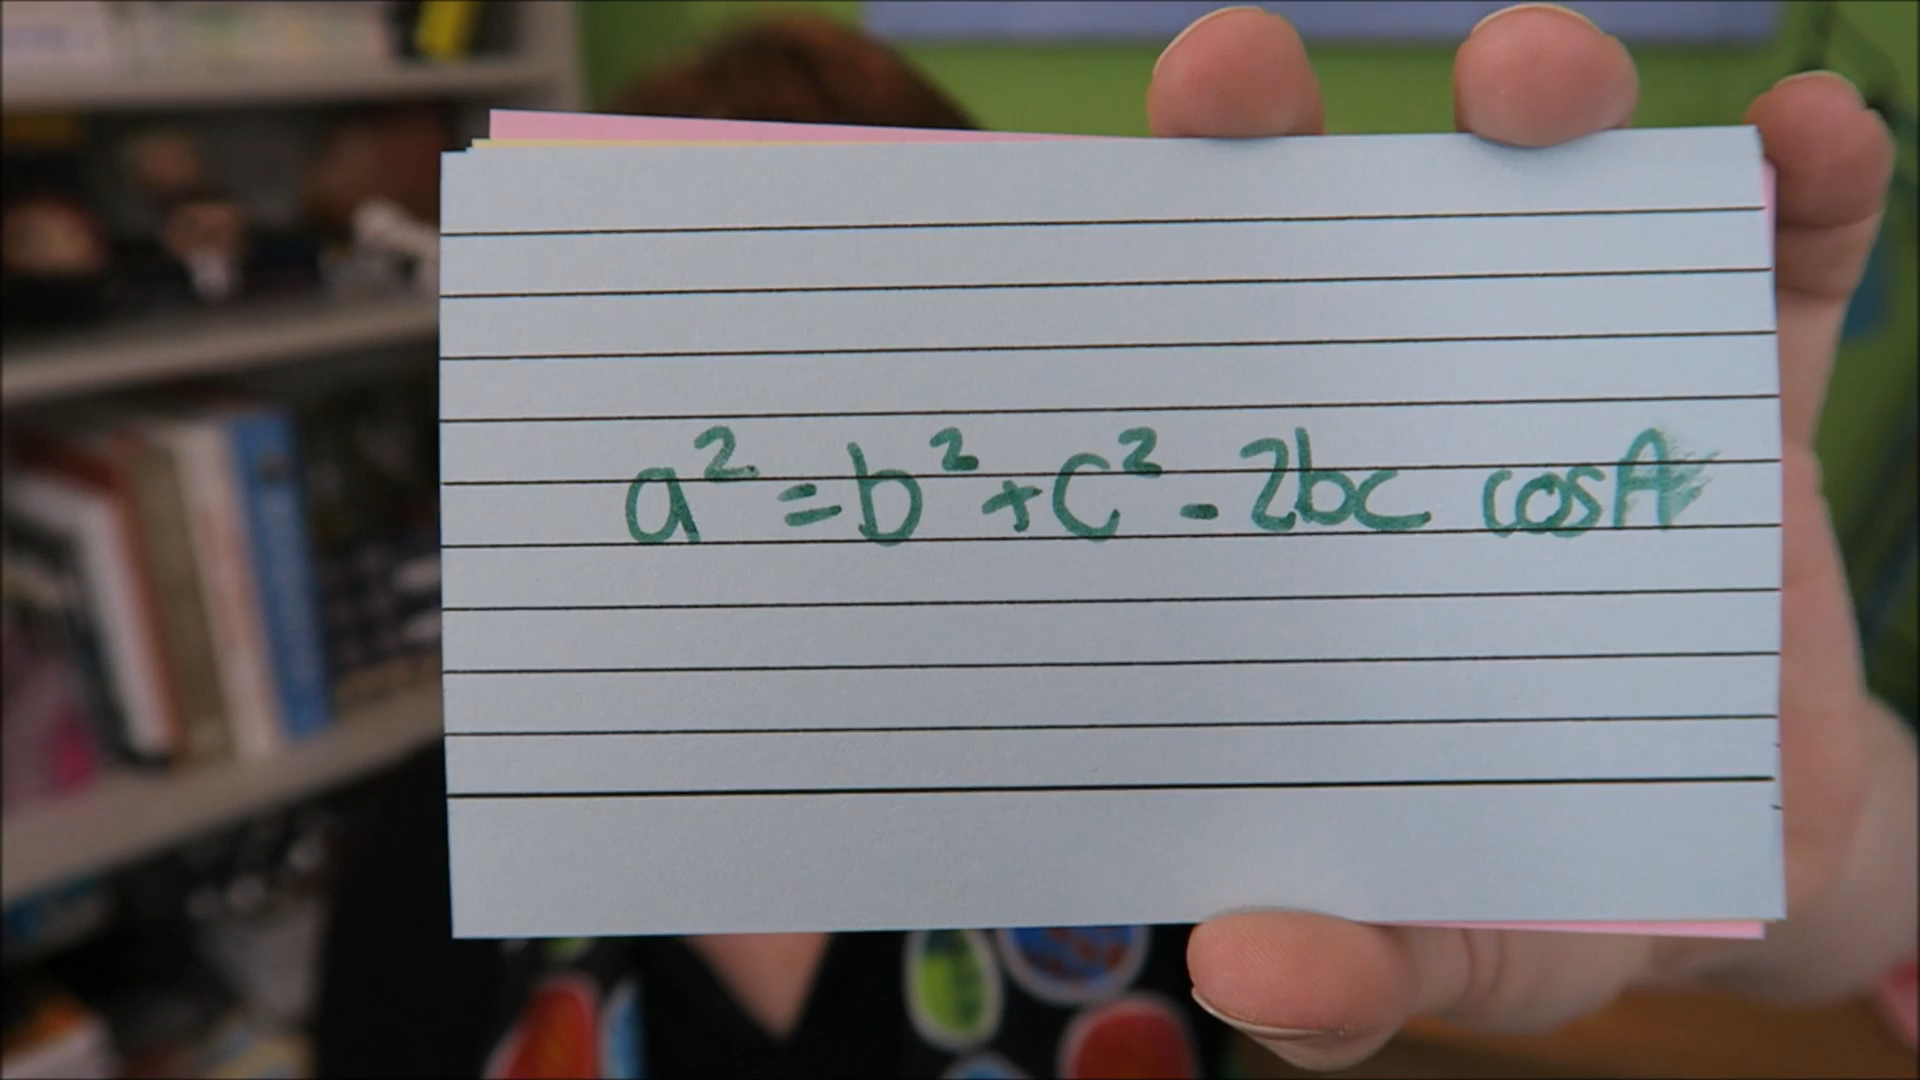 a² = b² + c² - 2bc cosA